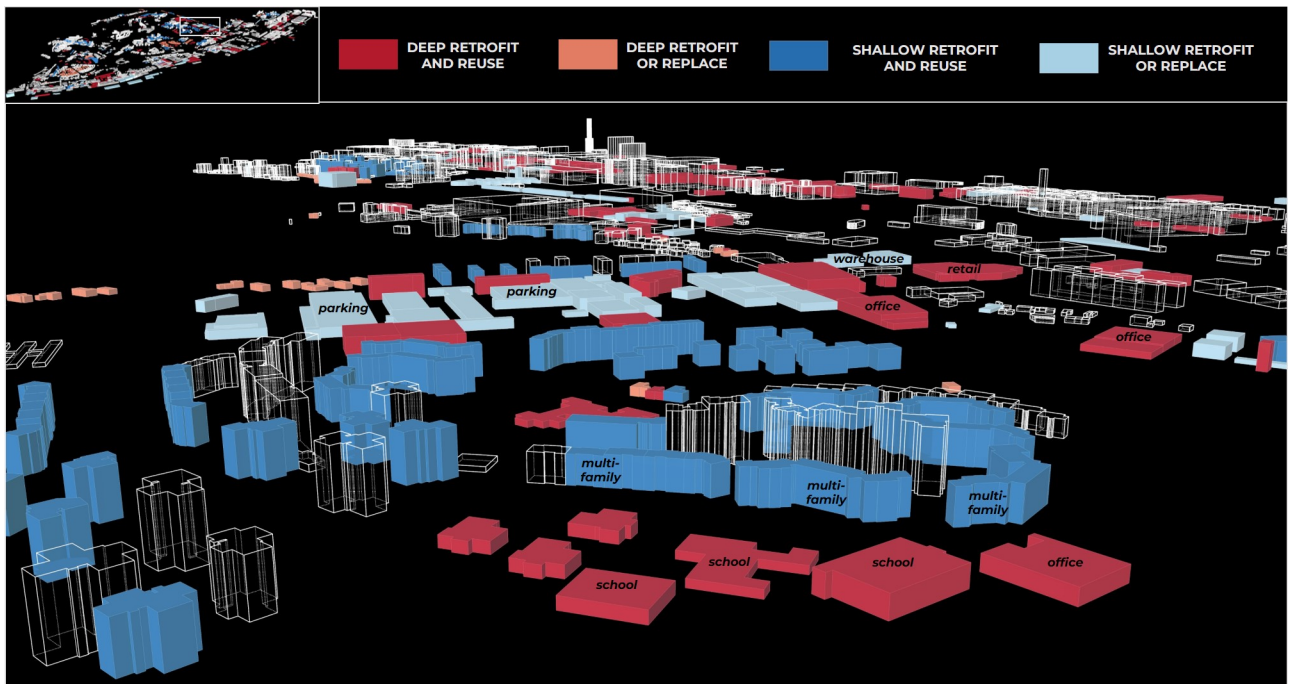 DEEP RETROFIT
AND REUSE
DEEP RETROFIT
OR REPLACE
SHALLOW RETROFIT
AND REUSE
SHALLOW RETROFIT
OR REPLACE
warehouse
retail
parking
parking
office
office
multi-
family
multi-
family
multi-
family
school
school
school
office